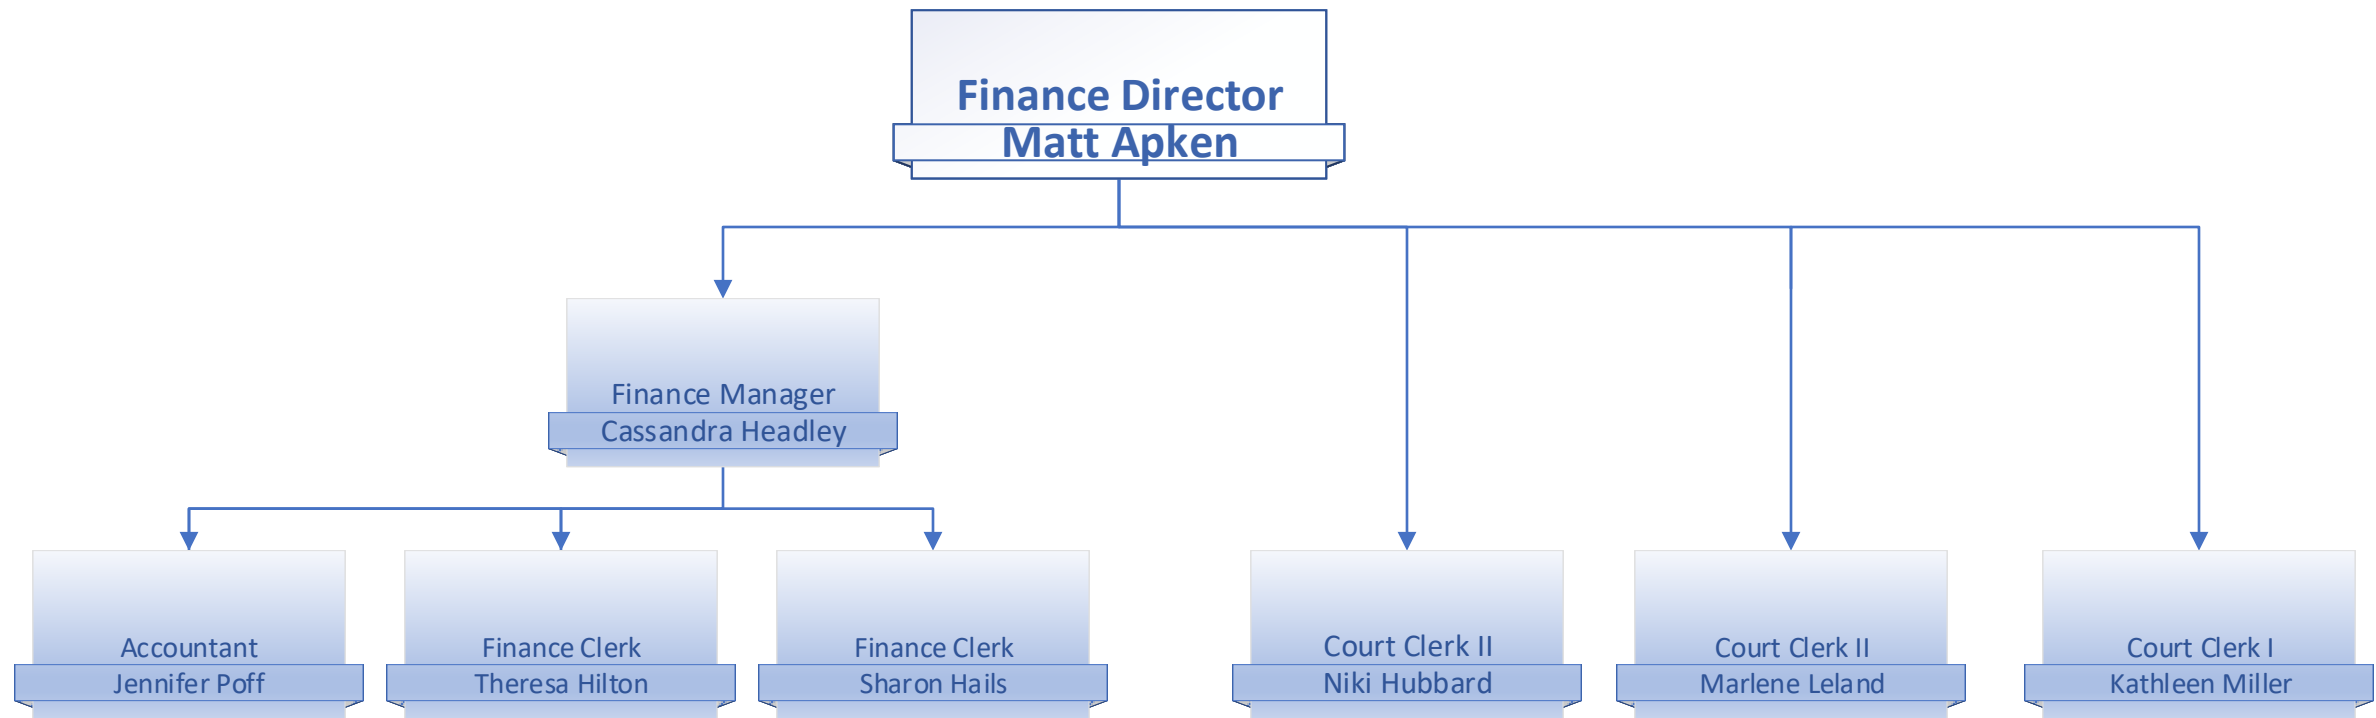 Finance Director
Matt Apken
Finance Manager
Cassandra Headley
Accountant
Jennifer Poff
Finance Clerk
Theresa Hilton
Finance Clerk
Sharon Hails
Court Clerk II
Niki Hubbard
Court Clerk II
Marlene Leland
Court Clerk I
Kathleen Miller